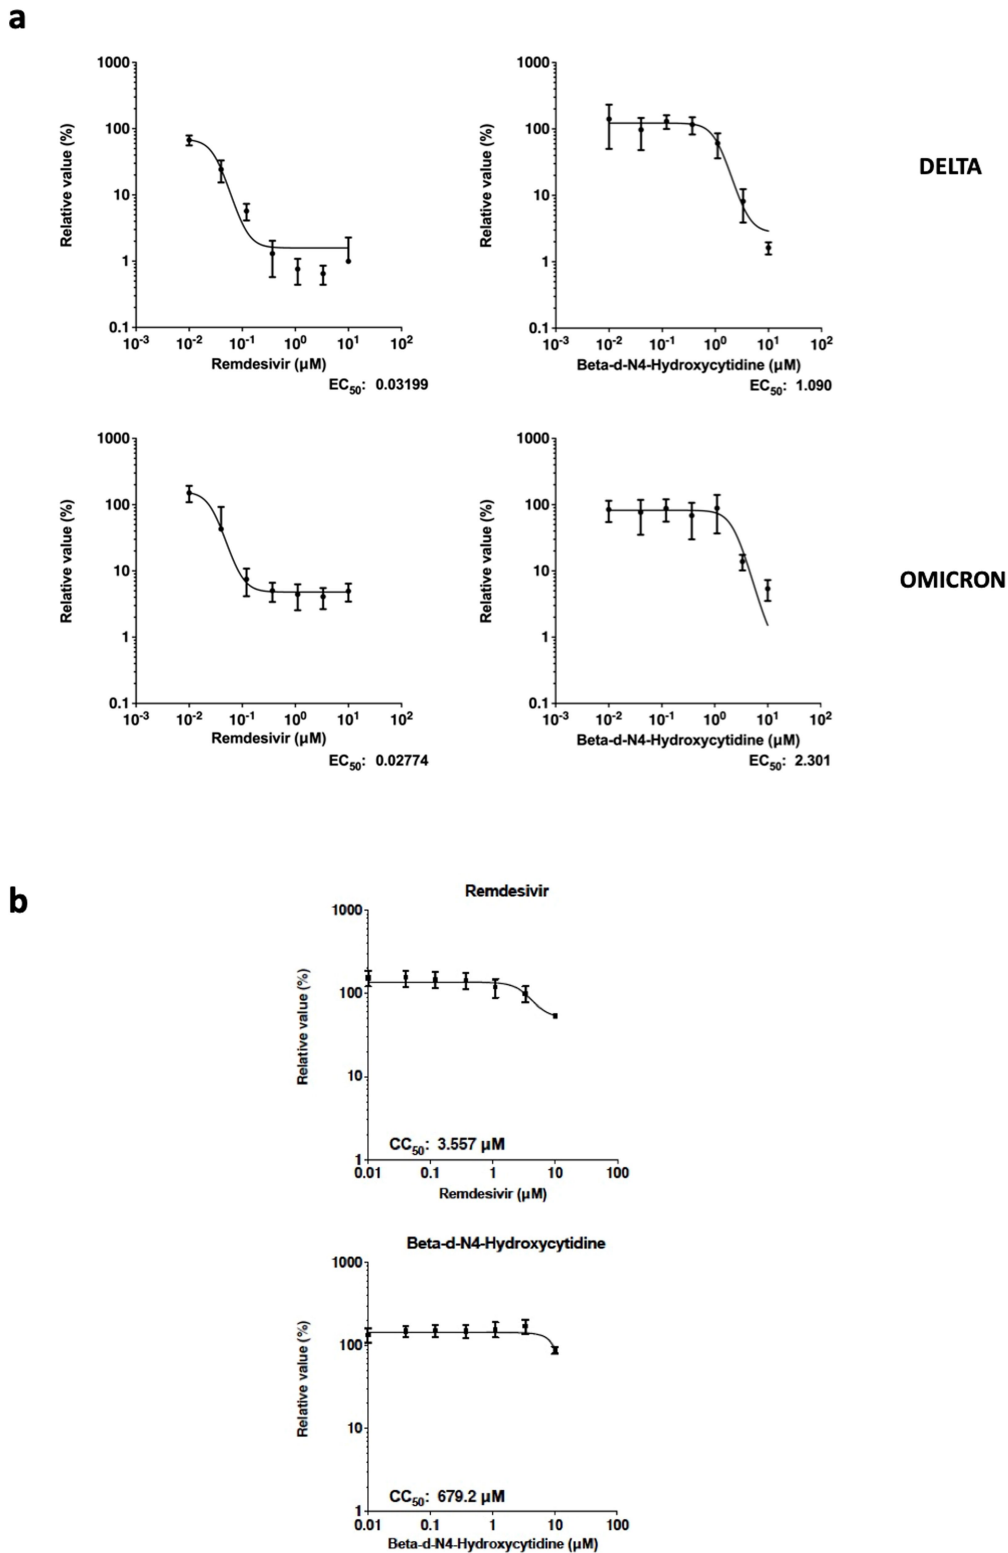 a
1000
100
10
1
0.1
Relative value (%)
10-3 10-2 10-1 100 101 102
Remdesivir (µM)
EC50: 0.03199
1000
100
10
1
0.1
Relative value (%)
10-3 10-2 10-1 100 101 102
Beta-d-N4-Hydroxycytidine (µM)
EC50: 1.090
DELTA
1000
100
10
1
0.1
Relative value (%)
10-3 10-2 10-1 100 101 102
Remdesivir (µM)
EC50: 0.02774
1000
100
10
1
0.1
Relative value (%)
10-3 10-2 10-1 100 101 102
Beta-d-N4-Hydroxycytidine (µM)
EC50: 2.301
OMICRON
b
Remdesivir
1000
100
10
1
Relative value (%)
CC50: 3.557 µM
0.01 0.1 1 10 100
Remdesivir (µM)
Beta-d-N4-Hydroxycytidine
1000
100
10
1
Relative value (%)
CC50: 679.2 µM
0.01 0.1 1 10 100
Beta-d-N4-Hydroxycytidine (µM)